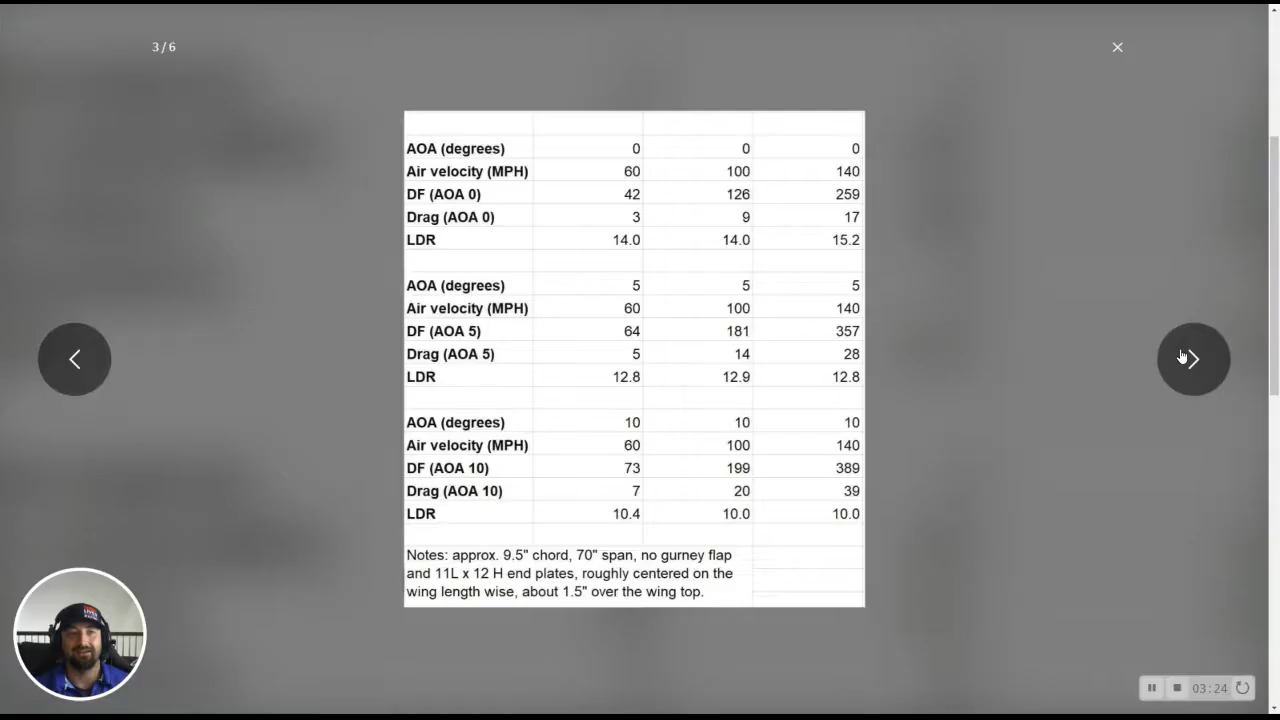 3 / 6
AOA (degrees) 0 0 0
Air velocity (MPH) 60 100 140
DF (AOA 0) 42 126 259
Drag (AOA 0) 3 9 17
LDR 14.0 14.0 15.2
AOA (degrees) 5 5 5
Air velocity (MPH) 60 100 140
DF (AOA 5) 64 181 357
Drag (AOA 5) 5 14 28
LDR 12.8 12.9 12.8
AOA (degrees) 10 10 10
Air velocity (MPH) 60 100 140
DF (AOA 10) 73 199 389
Drag (AOA 10) 7 20 39
LDR 10.4 10.0 10.0
Notes: approx. 9.5" chord, 70" span, no gurney flap
and 11L x 12 H end plates, roughly centered on the
wing length wise, about 1.5" over the wing top.
03:24